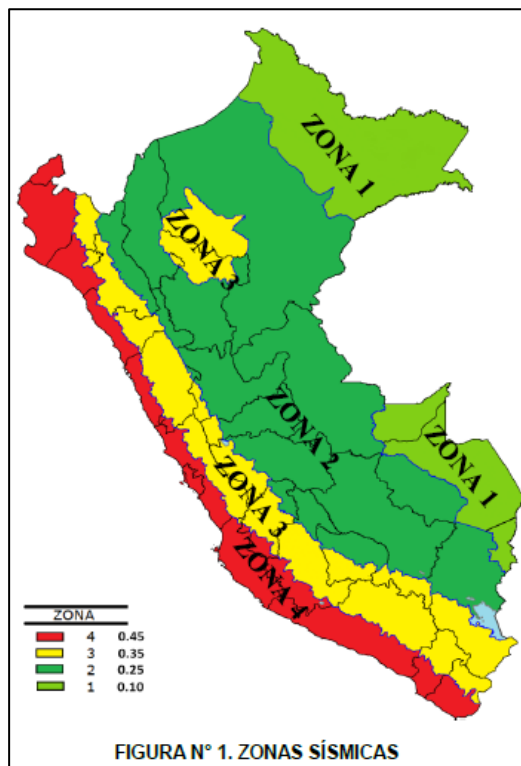 ZONA 1
ZONA 3
ZONA 2
ZONA 1
ZONA 3
ZONA 4
ZONA
4 0.45
3 0.35
2 0.25
1 0.10
FIGURA N° 1. ZONAS SÍSMICAS